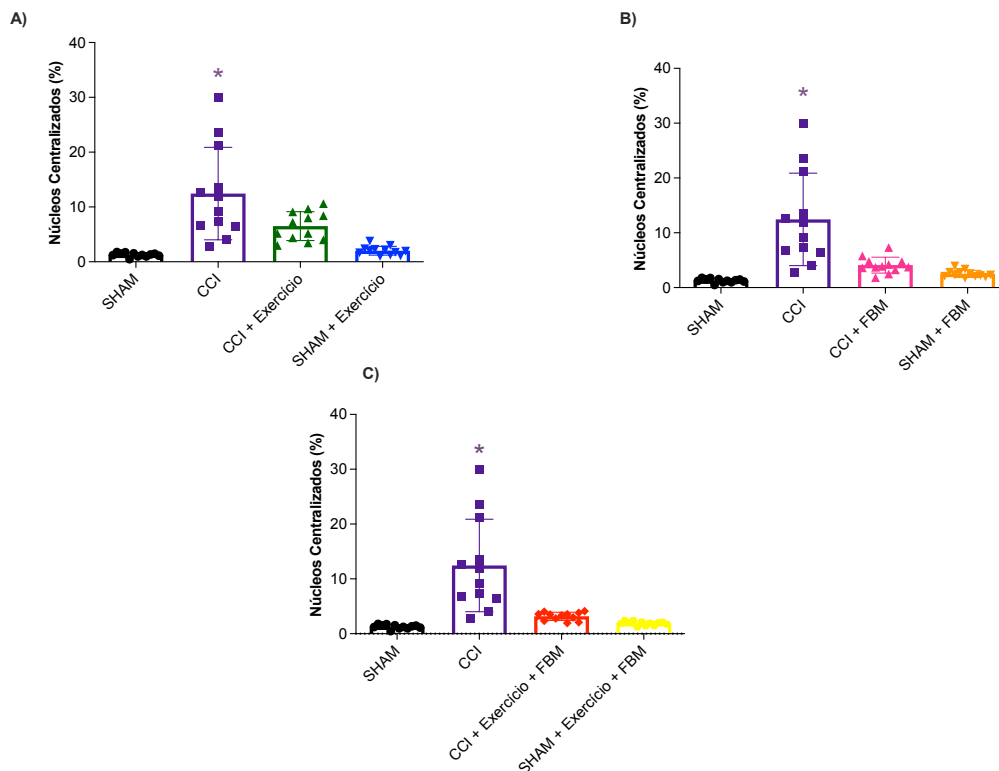 A)
Núcleos Centralizados (%)
40
30
20
10
0
*
SHAM
CCI
CCI + Exercício
SHAM + Exercício
B)
Núcleos Centralizados (%)
40
30
20
10
0
*
SHAM
CCI
CCI + FBM
SHAM + FBM
C)
Núcleos Centralizados (%)
40
30
20
10
0
*
SHAM
CCI
CCI + Exercício + FBM
SHAM + Exercício + FBM